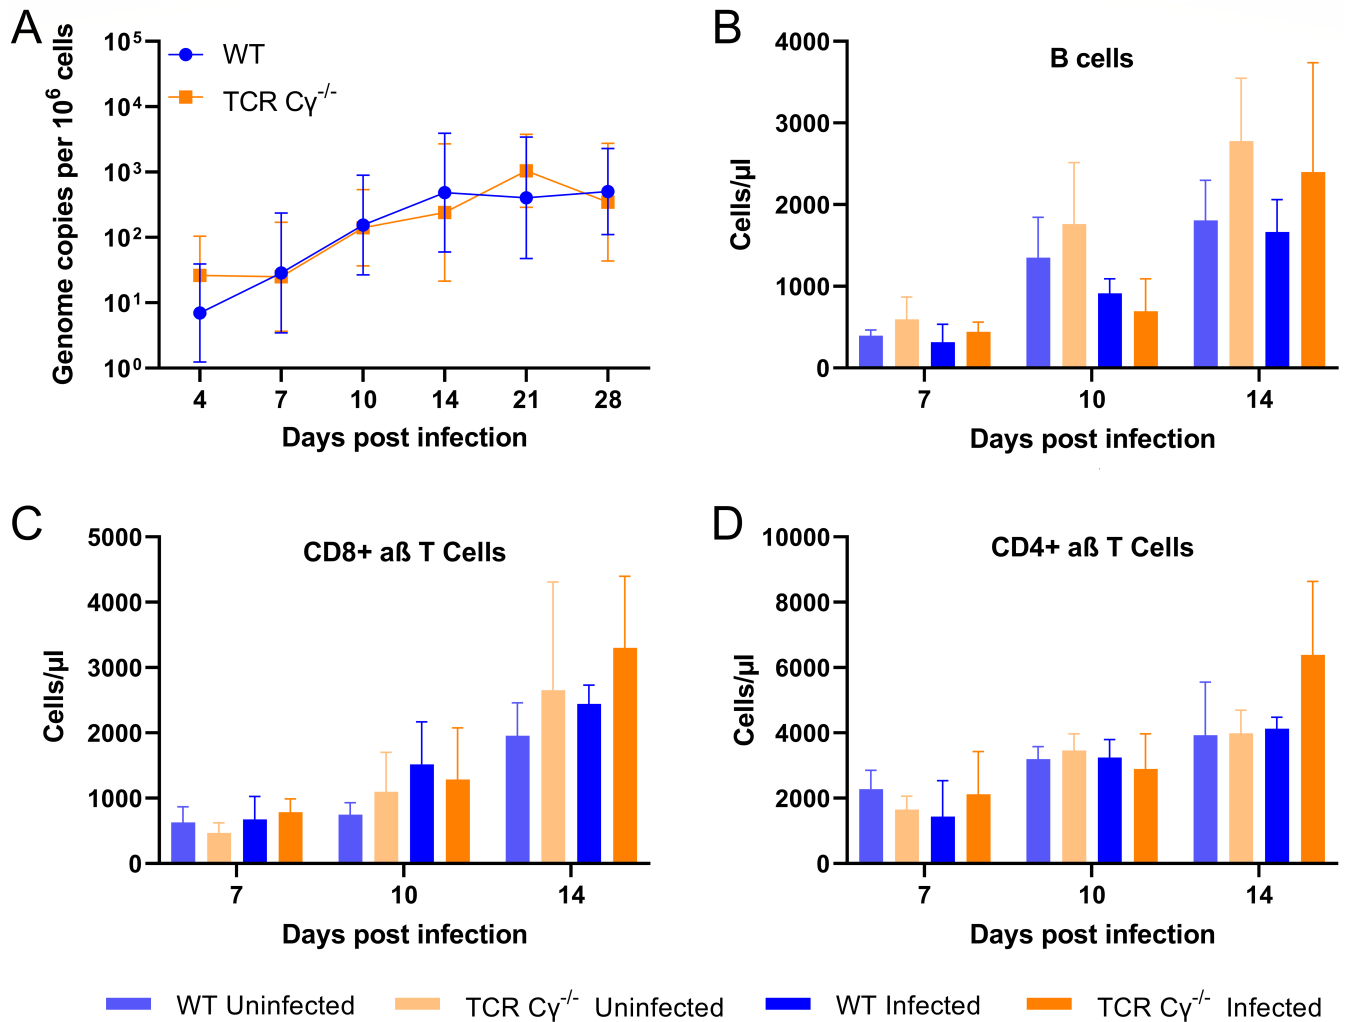 A
Genome copies per 10⁶ cells
10⁵
10⁴
10³
10²
10¹
10⁰
WT
TCR Cγ⁻/⁻
4 7 10 14 21 28
Days post infection
B
B cells
Cells/µl
4000
3000
2000
1000
0
7 10 14
Days post infection
C
CD8+ aß T Cells
Cells/µl
5000
4000
3000
2000
1000
0
7 10 14
Days post infection
D
CD4+ aß T Cells
Cells/µl
10000
8000
6000
4000
2000
0
7 10 14
Days post infection
WT Uninfected TCR Cγ⁻/⁻ Uninfected WT Infected TCR Cγ⁻/⁻ Infected